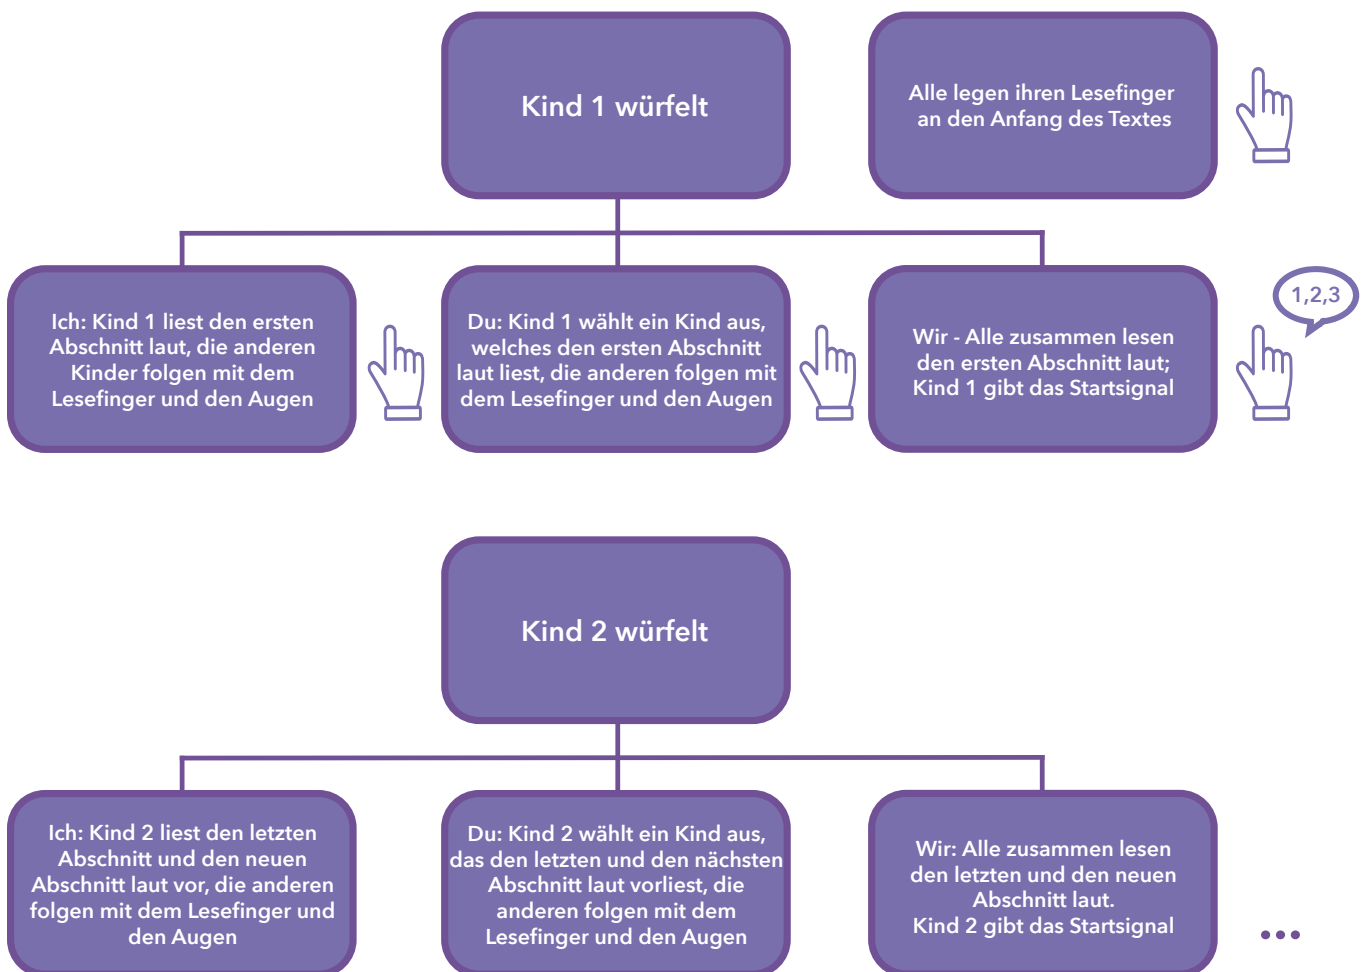 Kind 1 würfelt
Alle legen ihren Lesefinger
an den Anfang des Textes
Ich: Kind 1 liest den ersten
Abschnitt laut, die anderen
Kinder folgen mit dem
Lesefinger und den Augen
Du: Kind 1 wählt ein Kind aus,
welches den ersten Abschnitt
laut liest, die anderen folgen mit
dem Lesefinger und den Augen
Wir - Alle zusammen lesen
den ersten Abschnitt laut;
Kind 1 gibt das Startsignal
1,2,3
Kind 2 würfelt
Ich: Kind 2 liest den letzten
Abschnitt und den neuen
Abschnitt laut vor, die anderen
folgen mit dem Lesefinger und
den Augen
Du: Kind 2 wählt ein Kind aus,
das den letzten und den nächsten
Abschnitt laut vorliest, die
anderen folgen mit dem
Lesefinger und den Augen
Wir: Alle zusammen lesen
den letzten und den neuen
Abschnitt laut.
Kind 2 gibt das Startsignal
...